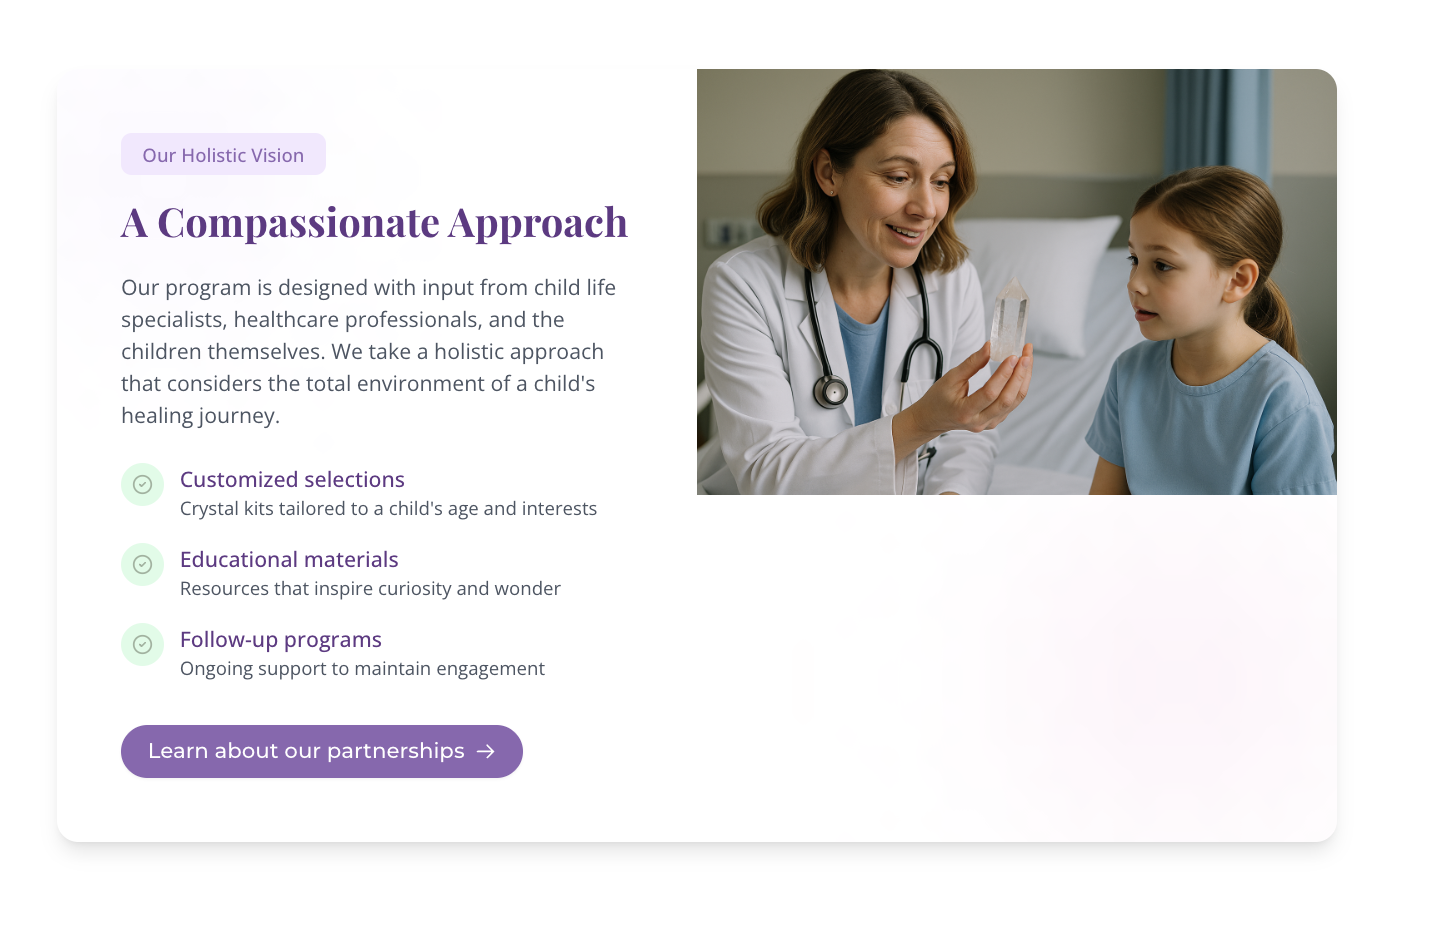 Our Holistic Vision
A Compassionate Approach
Our program is designed with input from child life
specialists, healthcare professionals, and the
children themselves. We take a holistic approach
that considers the total environment of a child's
healing journey.
Customized selections
Crystal kits tailored to a child's age and interests
Educational materials
Resources that inspire curiosity and wonder
Follow-up programs
Ongoing support to maintain engagement
Learn about our partnerships →